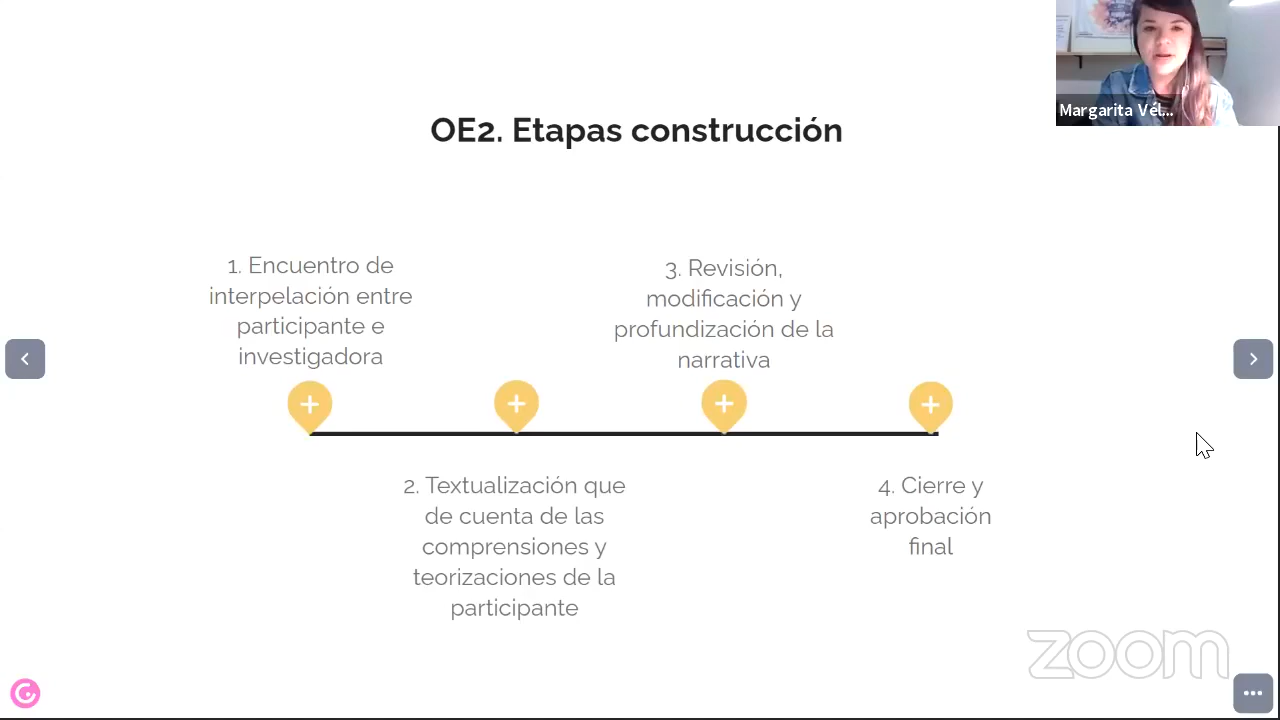 Margarita Vél...
OE2. Etapas construcción
1. Encuentro de
interpelación entre
participante e
investigadora
3. Revisión,
modificación y
profundización de la
narrativa
2. Textualización que
de cuenta de las
comprensiones y
teorizaciones de la
participante
4. Cierre y
aprobación
final
zoom